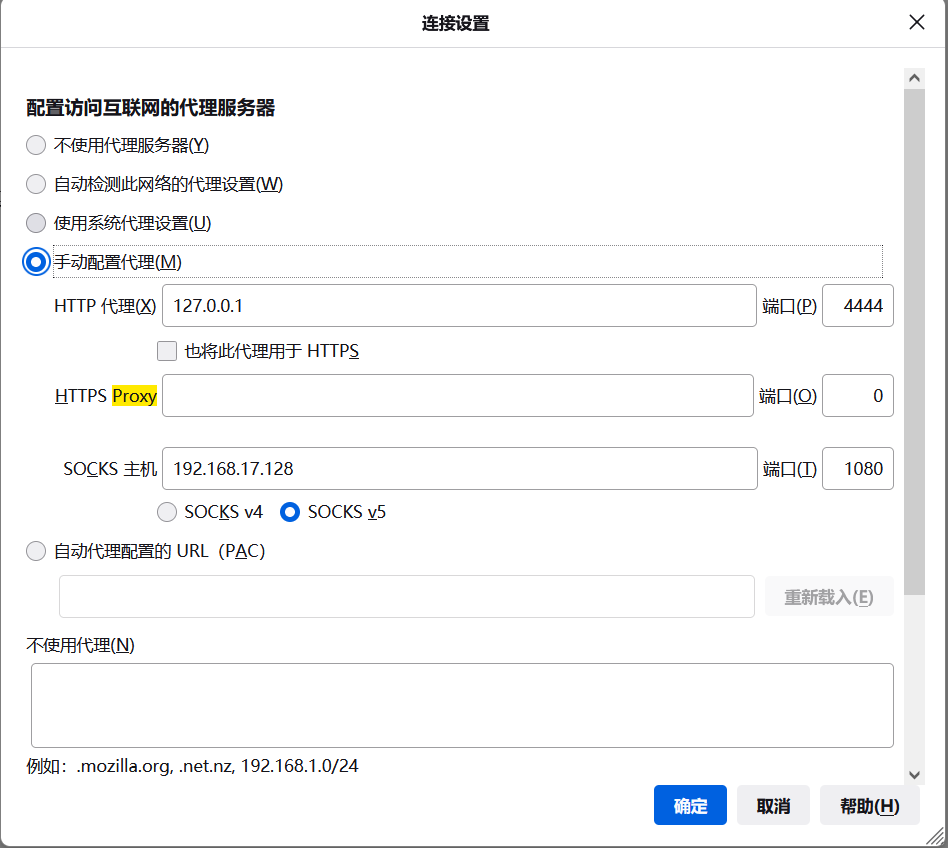 连接设置
配置访问互联网的代理服务器
不使用代理服务器(Y)
自动检测此网络的代理设置(W)
使用系统代理设置(U)
手动配置代理(M)
HTTP 代理(X) 127.0.0.1 端口(P) 4444
也将此代理用于 HTTPS
HTTPS Proxy 端口(O) 0
SOCKS 主机 192.168.17.128 端口(T) 1080
SOCKS v4 SOCKS v5
自动代理配置的 URL（PAC）
重新载入(E)
不使用代理(N)
例如：.mozilla.org, .net.nz, 192.168.1.0/24
确定 取消 帮助(H)